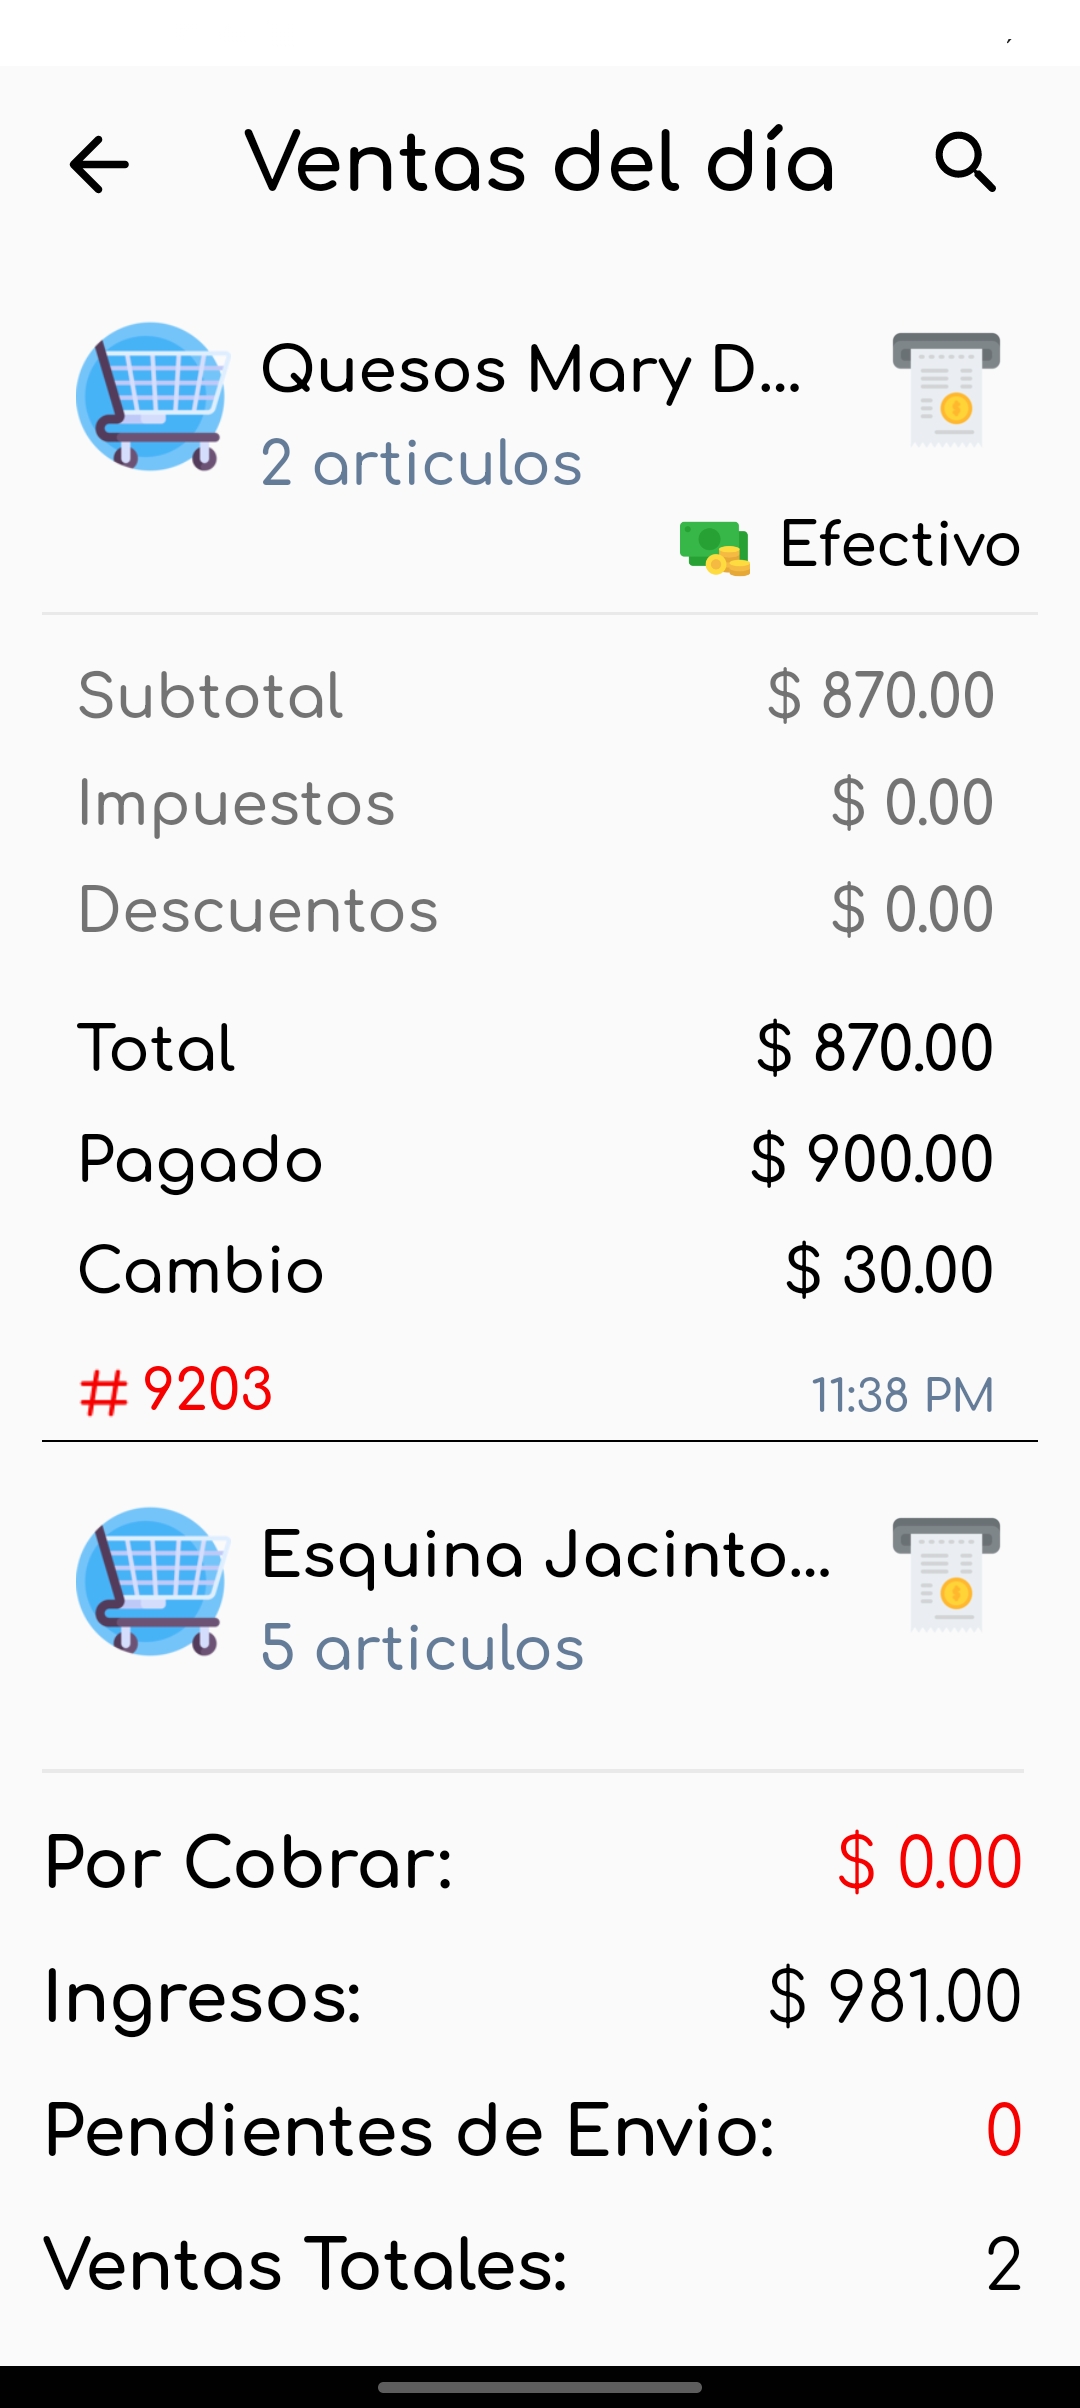 Ventas del día
Quesos Mary D...
2 articulos
Efectivo
Subtotal $ 870.00
Impuestos $ 0.00
Descuentos $ 0.00
Total $ 870.00
Pagado $ 900.00
Cambio $ 30.00
# 9203 11:38 PM
Esquina Jacinto...
5 articulos
Por Cobrar: $ 0.00
Ingresos: $ 981.00
Pendientes de Envio: 0
Ventas Totales: 2